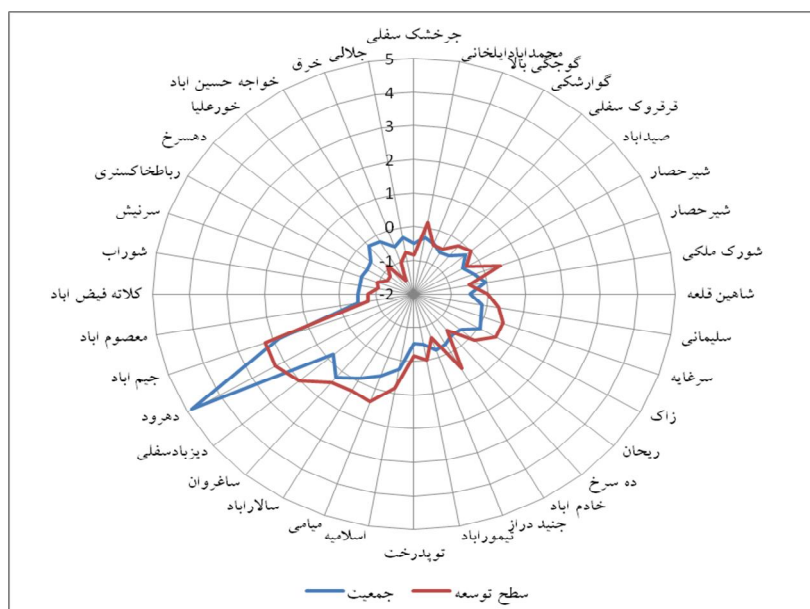 جرخشک سفلی
محمدابادایلخانی
گوجگی بالا
گوارشکی
قرقروک سفلی
صیداباد
شیرحصار
شیرحصار
شورک ملکی
شاهین قلعه
سلیمانی
سرغایه
زاک
ریحان
ده سرخ
خادم اباد
جنید دراز
تیموراباد
توپدرخت
اسلامیه
میامی
سالاراباد
ساغروان
دیزبادسفلی
دهرود
جیم اباد
معصوم اباد
کلاته فیض اباد
شوراب
سرنیش
رباطخاکستری
دهسرخ
خورعلیا
خواجه حسین اباد
خرق
جلالی
5
4
3
2
1
0
-1
-2
سطح توسعه
جمعیت